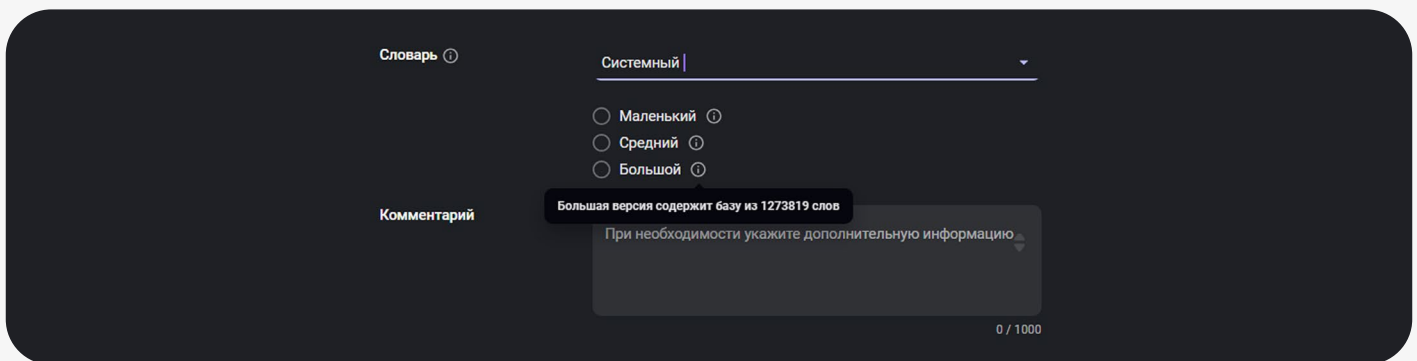 Словарь
Системный
Маленький
Средний
Большой
Большая версия содержит базу из 1273819 слов
Комментарий
При необходимости укажите дополнительную информацию
0 / 1000